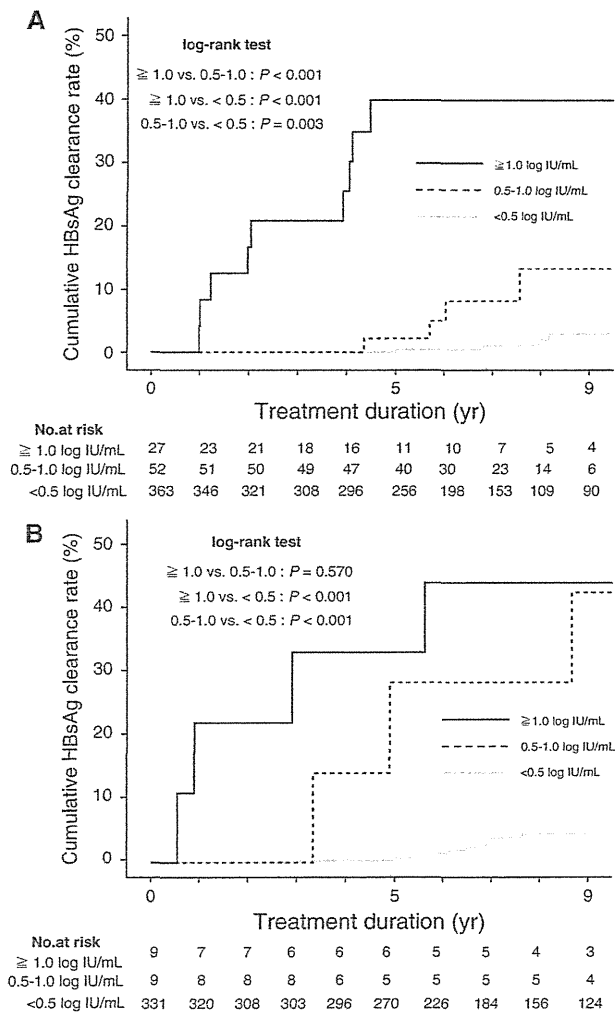 A
Cumulative HBsAg clearance rate (%)
50
40
30
20
10
0
log-rank test
≧ 1.0 vs. 0.5-1.0 : P < 0.001
≧ 1.0 vs. < 0.5 : P < 0.001
0.5-1.0 vs. < 0.5 : P = 0.003
≧1.0 log IU/mL
0.5-1.0 log IU/mL
<0.5 log IU/mL
0 5 9
Treatment duration (yr)
No.at risk
≧ 1.0 log IU/mL 27 23 21 18 16 11 10 7 5 4
0.5-1.0 log IU/mL 52 51 50 49 47 40 30 23 14 6
<0.5 log IU/mL 363 346 321 308 296 256 198 153 109 90
B
Cumulative HBsAg clearance rate (%)
50
40
30
20
10
0
log-rank test
≧ 1.0 vs. 0.5-1.0 : P = 0.570
≧ 1.0 vs. < 0.5 : P < 0.001
0.5-1.0 vs. < 0.5 : P < 0.001
≧1.0 log IU/mL
0.5-1.0 log IU/mL
<0.5 log IU/mL
0 5 9
Treatment duration (yr)
No.at risk
≧ 1.0 log IU/mL 9 7 7 6 6 6 5 5 4 3
0.5-1.0 log IU/mL 9 8 8 8 6 5 5 5 5 4
<0.5 log IU/mL 331 320 308 303 296 270 226 184 156 124